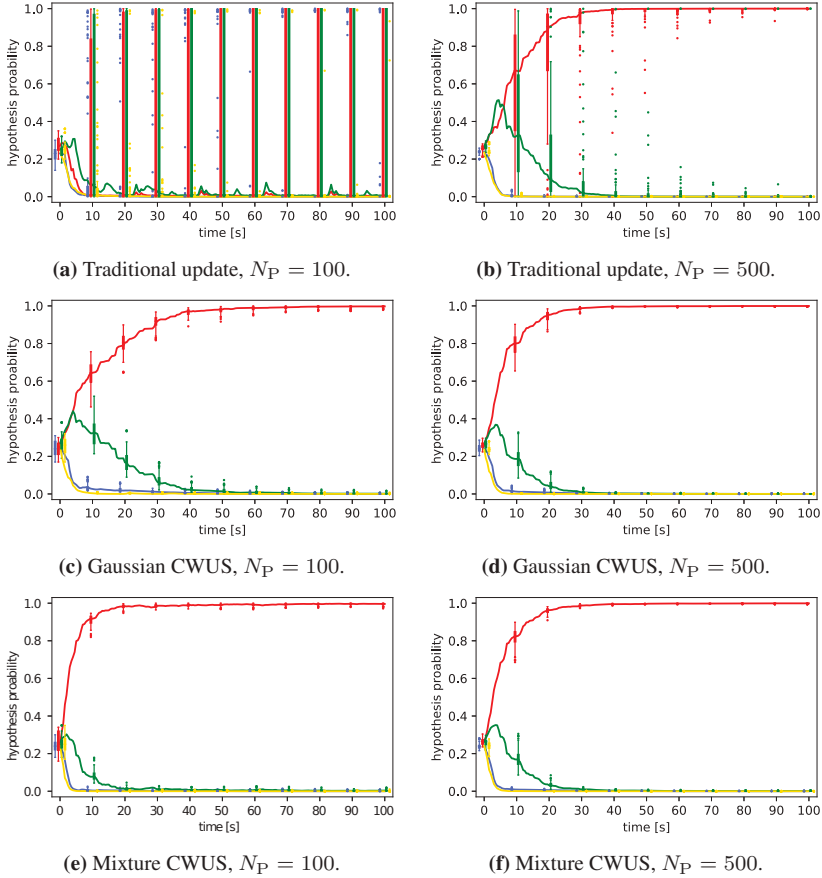 hypothesis proability
1.0
0.8
0.6
0.4
0.2
0.0
0 10 20 30 40 50 60 70 80 90 100
time [s]
(a) Traditional update, N_P = 100.
hypothesis proability
1.0
0.8
0.6
0.4
0.2
0.0
0 10 20 30 40 50 60 70 80 90 100
time [s]
(b) Traditional update, N_P = 500.
hypothesis proability
1.0
0.8
0.6
0.4
0.2
0.0
0 10 20 30 40 50 60 70 80 90 100
time [s]
(c) Gaussian CWUS, N_P = 100.
hypothesis proability
1.0
0.8
0.6
0.4
0.2
0.0
0 10 20 30 40 50 60 70 80 90 100
time [s]
(d) Gaussian CWUS, N_P = 500.
hypothesis proability
1.0
0.8
0.6
0.4
0.2
0.0
0 10 20 30 40 50 60 70 80 90 100
time [s]
(e) Mixture CWUS, N_P = 100.
hypothesis proability
1.0
0.8
0.6
0.4
0.2
0.0
0 10 20 30 40 50 60 70 80 90 100
time [s]
(f) Mixture CWUS, N_P = 500.